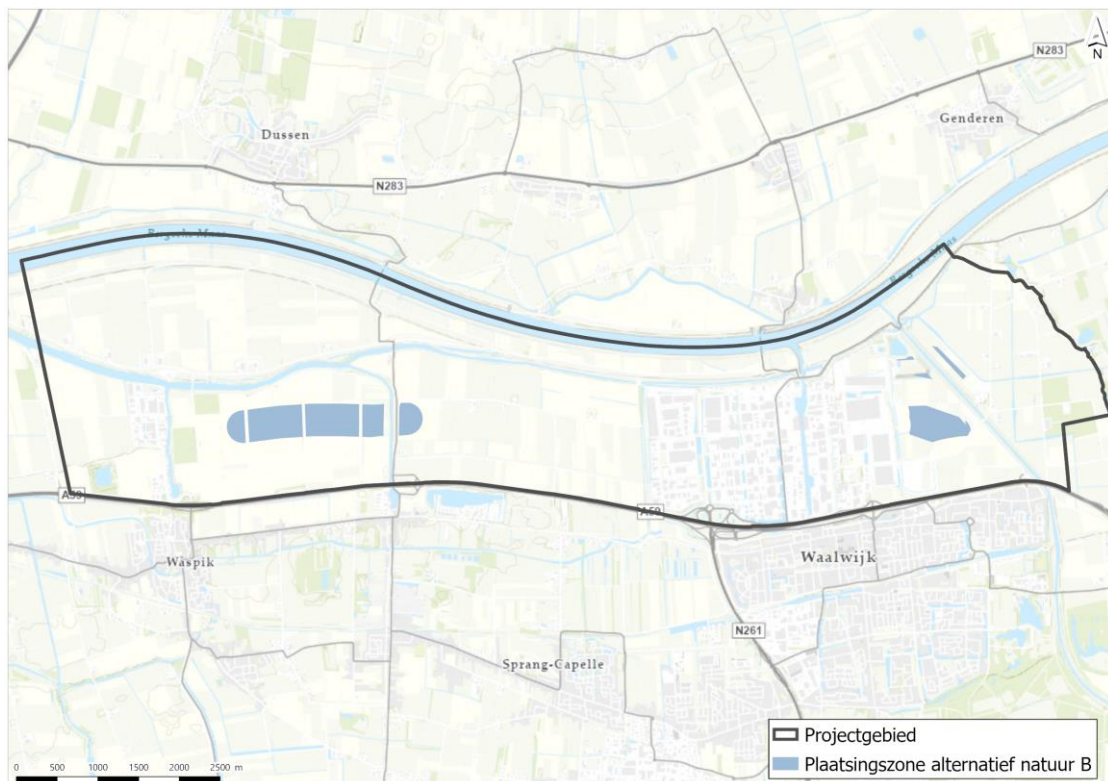 N
N283
Genderen
Dussen
N283
Bergsche Maas
Bergsche Maas
A59
A59
Waspik
Waalwijk
N261
Sprang-Capelle
Projectgebied
Plaatsingszone alternatief natuur B
0 500 1000 1500 2000 2500 m